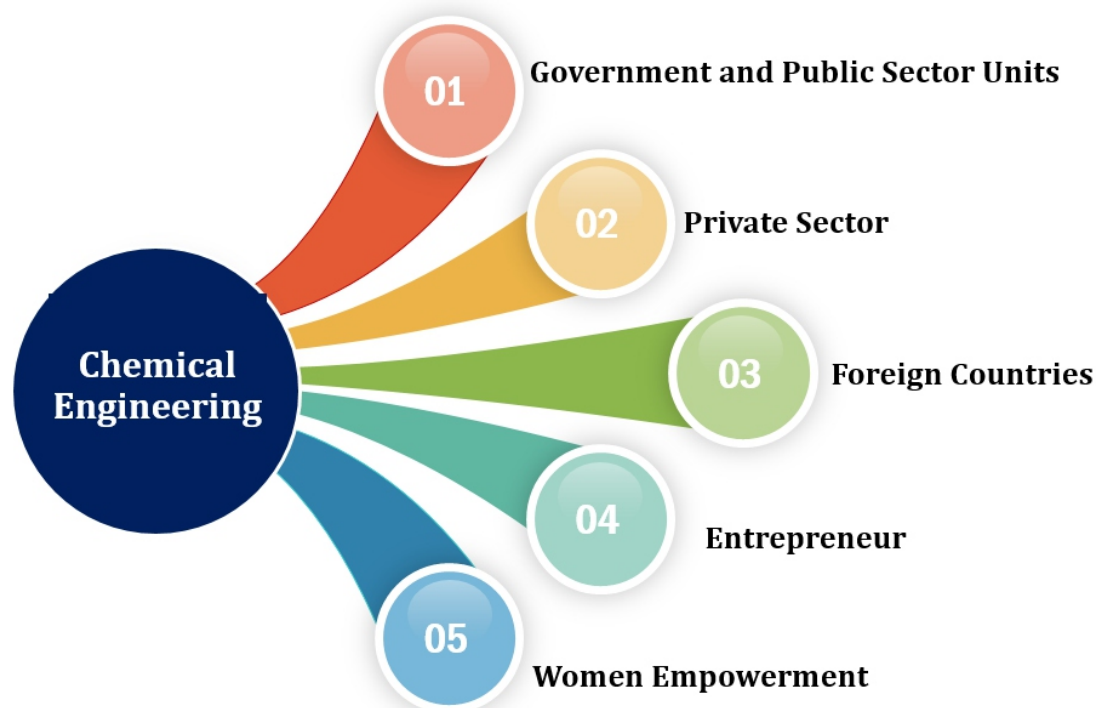 01
Government and Public Sector Units
02
Private Sector
Chemical
Engineering
03
Foreign Countries
04
Entrepreneur
05
Women Empowerment